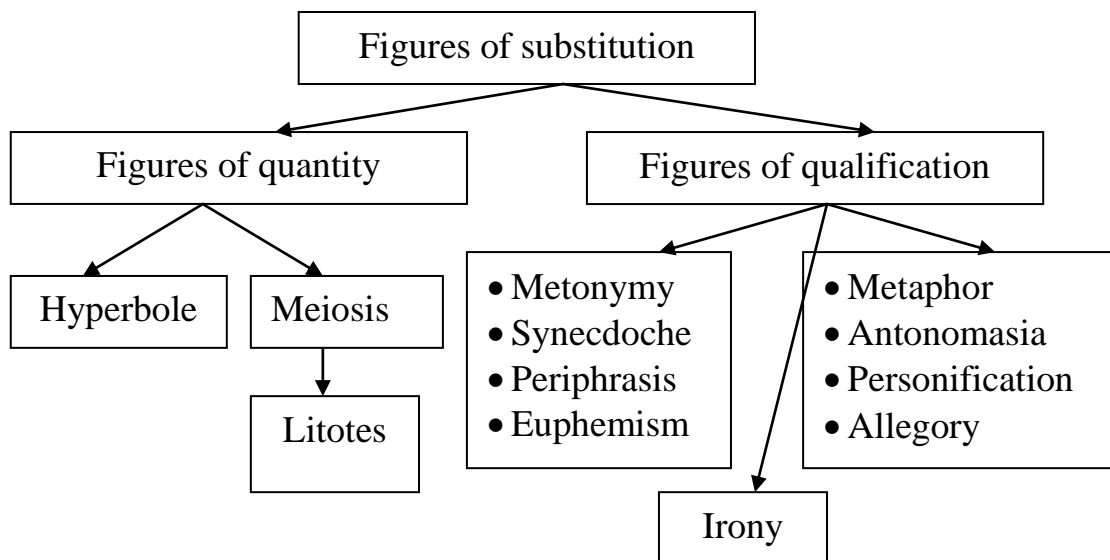 Figures of substitution
Figures of quantity
Figures of qualification
Hyperbole
Meiosis
Litotes
• Metonymy
• Synecdoche
• Periphrasis
• Euphemism
• Metaphor
• Antonomasia
• Personification
• Allegory
Irony